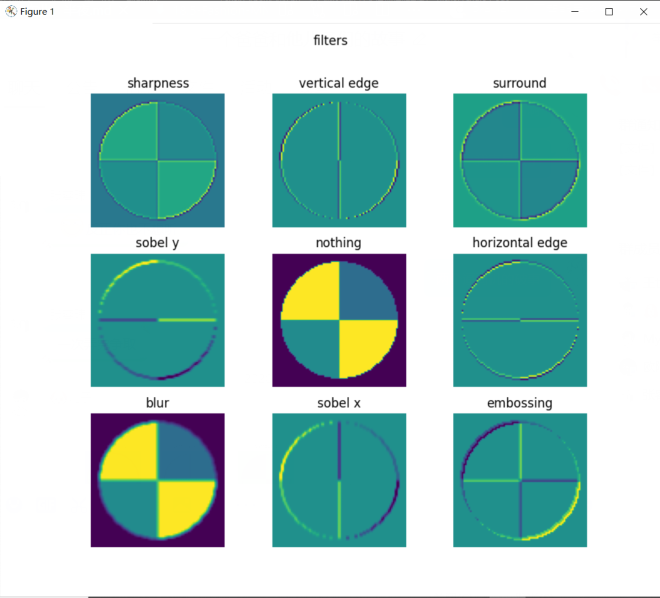 Figure 1
filters
sharpness
vertical edge
surround
sobel y
nothing
horizontal edge
blur
sobel x
embossing